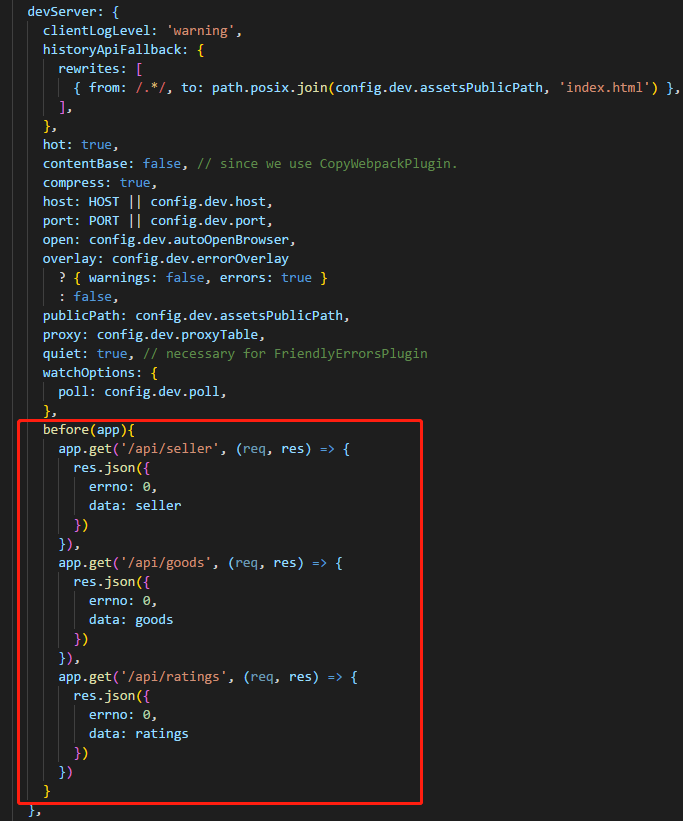 devServer: {
clientLogLevel: 'warning',
historyApiFallback: {
rewrites: [
{ from: /.*/, to: path.posix.join(config.dev.assetsPublicPath, 'index.html') },
],
},
hot: true,
contentBase: false, // since we use CopyWebpackPlugin.
compress: true,
host: HOST || config.dev.host,
port: PORT || config.dev.port,
open: config.dev.autoOpenBrowser,
overlay: config.dev.errorOverlay
? { warnings: false, errors: true }
: false,
publicPath: config.dev.assetsPublicPath,
proxy: config.dev.proxyTable,
quiet: true, // necessary for FriendlyErrorsPlugin
watchOptions: {
poll: config.dev.poll,
},
before(app){
app.get('/api/seller', (req, res) => {
res.json({
errno: 0,
data: seller
})
}),
app.get('/api/goods', (req, res) => {
res.json({
errno: 0,
data: goods
})
}),
app.get('/api/ratings', (req, res) => {
res.json({
errno: 0,
data: ratings
})
})
}
},